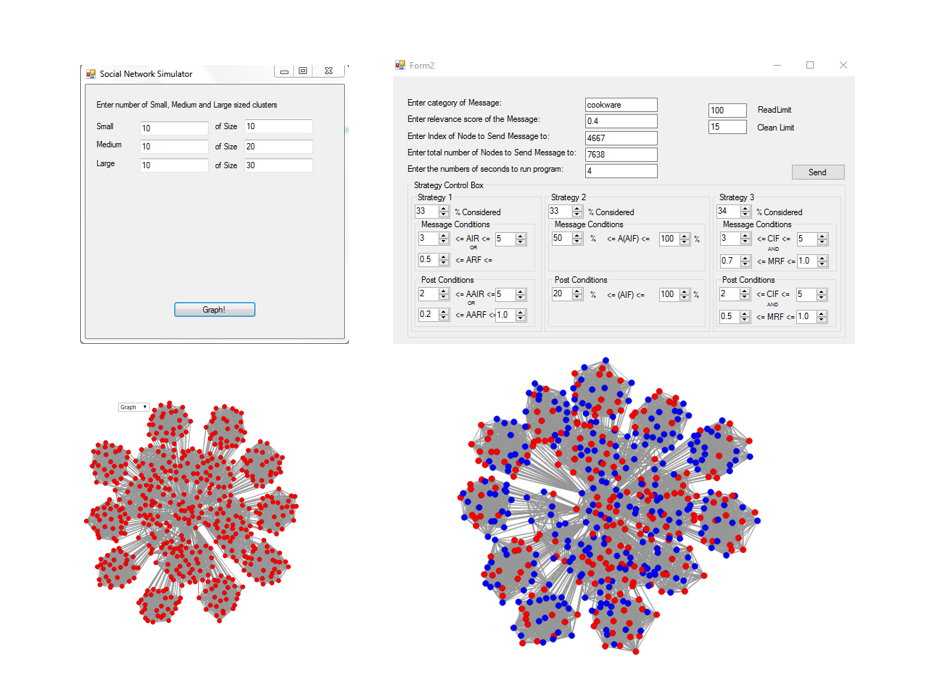 Social Network Simulator
Enter number of Small, Medium and Large sized clusters
Small 10 of Size 10
Medium 10 of Size 20
Large 10 of Size 30
Graph!
Form2
Enter category of Message: cookware
Enter relevance score of the Message: 0.4
Enter Index of Node to Send Message to: 4667
Enter total number of Nodes to Send Message to: 7638
Enter the numbers of seconds to run program: 4
100 ReadLimit
15 Clean Limit
Send
Strategy Control Box
Strategy 1
33 % Considered
Message Conditions
3 <= AIR <= 5
OR
0.5 <= ARF <=
Post Conditions
2 <= AAIR <= 5
OR
0.2 <= AARF < 1.0
Strategy 2
33 % Considered
Message Conditions
50 % <= A(AIF) <= 100 %
Post Conditions
20 % <= (AIF) <= 100 %
Strategy 3
34 % Considered
Message Conditions
3 <= CIF <= 5
AND
0.7 <= MRF <= 1.0
Post Conditions
2 <= CIF <= 5
AND
0.5 <= MRF <= 1.0
Graph